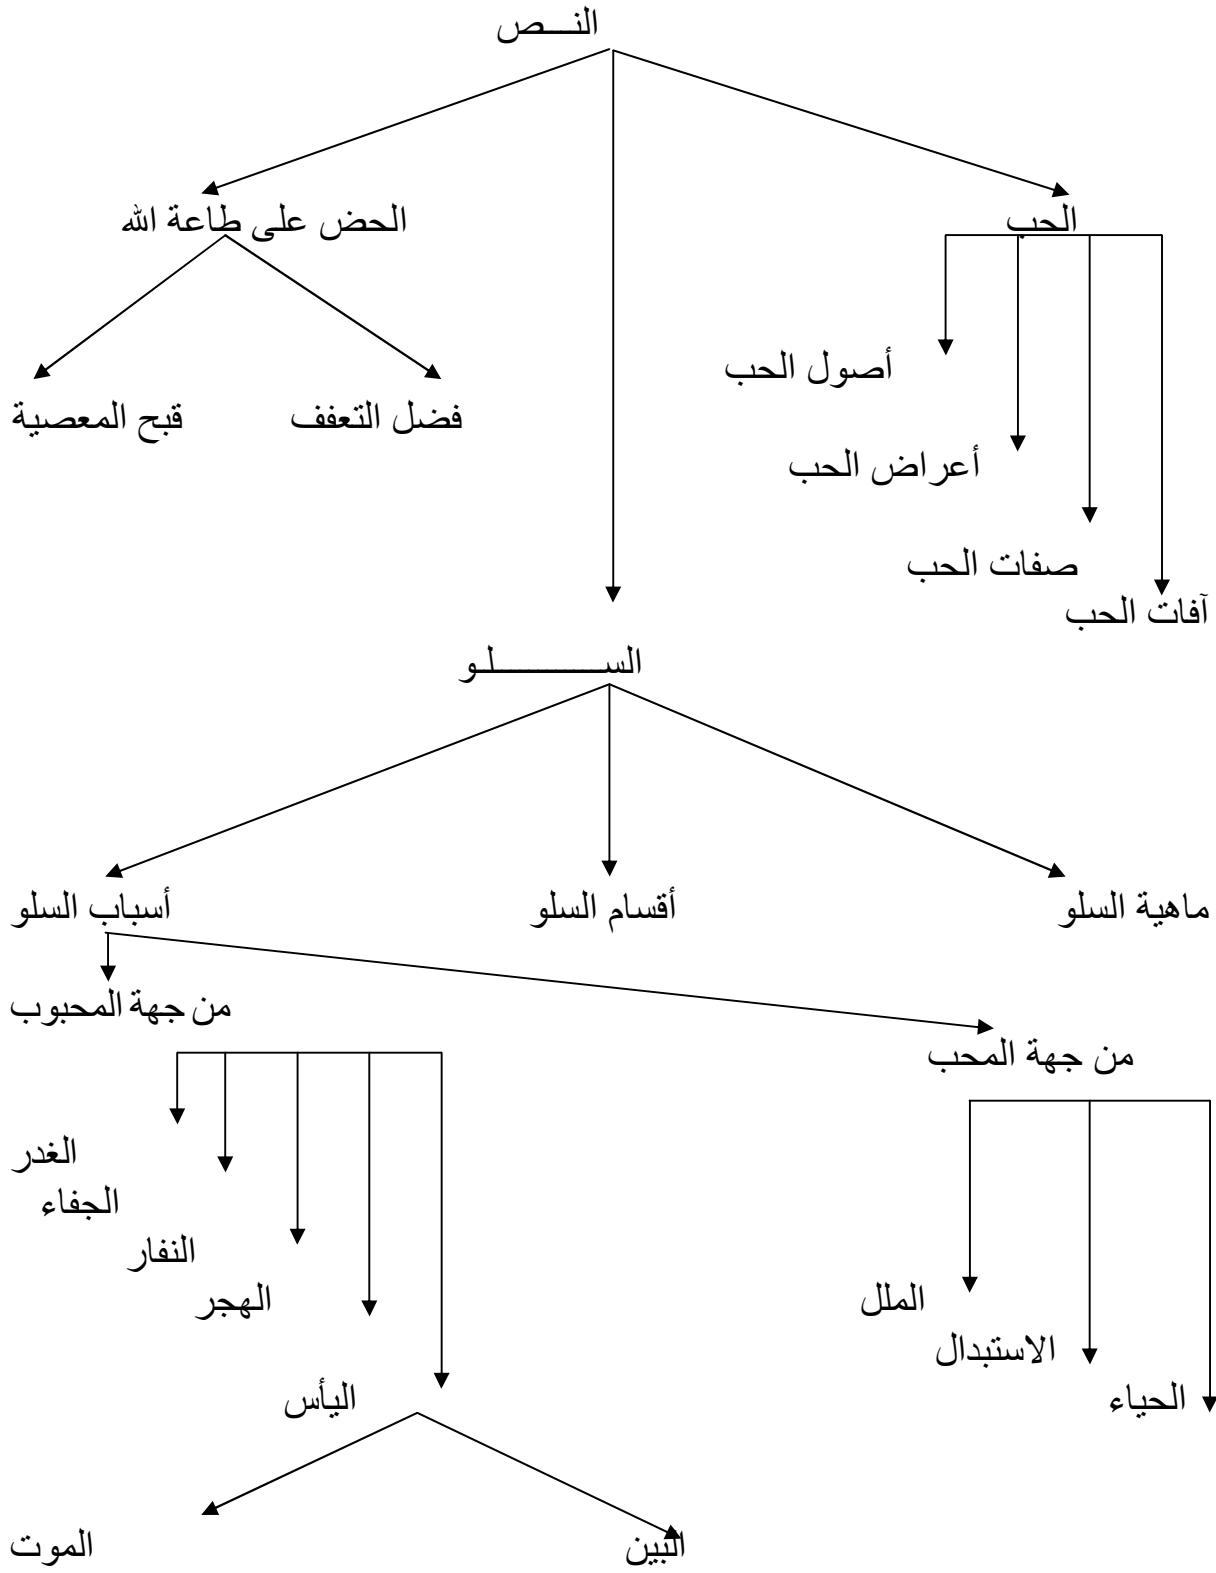 النـــص
الحب
الحض على طاعة الله
أصول الحب
فضل التعفف
قبح المعصية
أعراض الحب
صفات الحب
آفات الحب
الســـــــــلـو
ماهية السلو
أقسام السلو
أسباب السلو
من جهة المحبوب
من جهة المحب
الغدر
الجفاء
النفار
الهجر
الملل
الاستبدال
اليأس
الحياء
البين
الموت